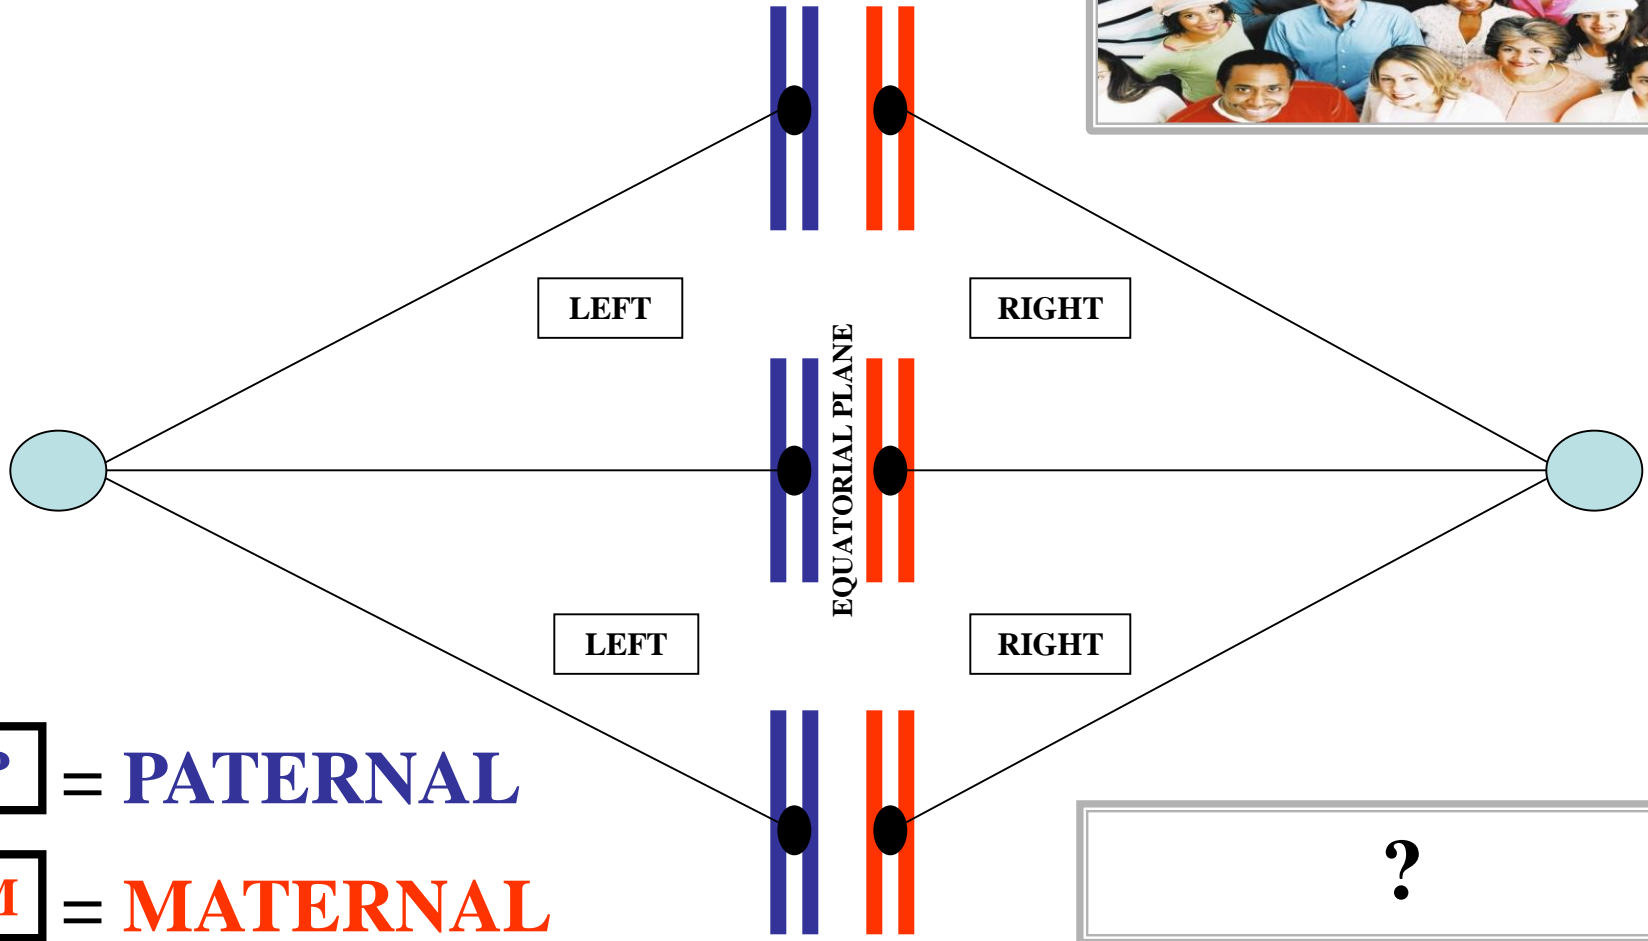 LEFT
RIGHT
EQUATORIAL PLANE
LEFT
RIGHT
P = PATERNAL
M = MATERNAL
?